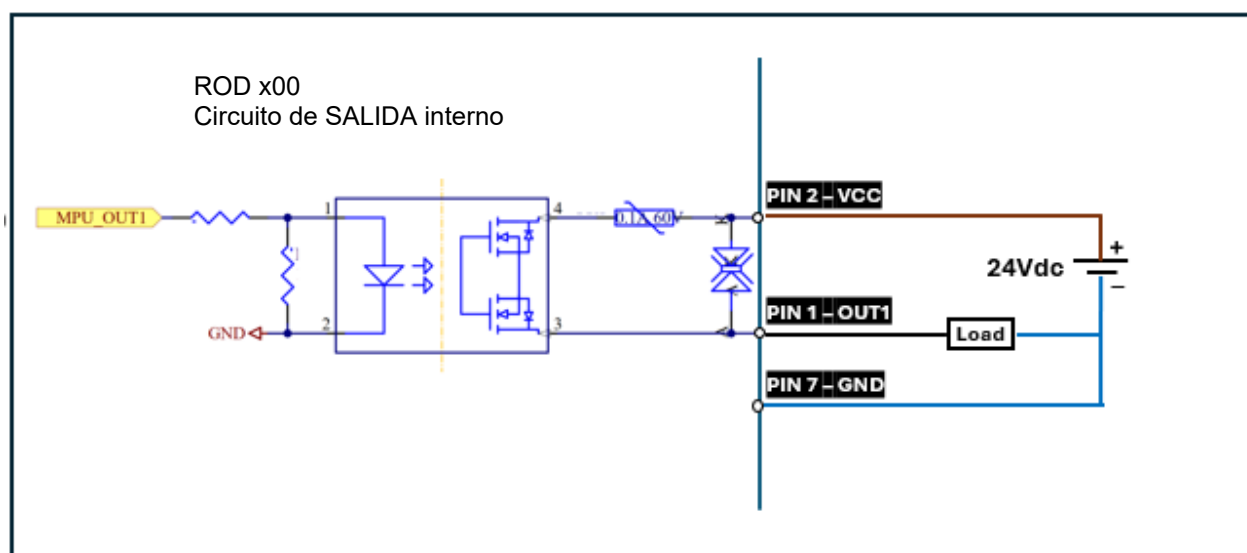 ROD x00
Circuito de SALIDA interno
MPU_OUT1
1
4
0.1A 60V
PIN 2 – VCC
24Vdc
+
–
PIN 1 – OUT1
Load
GND
2
3
PIN 7 – GND